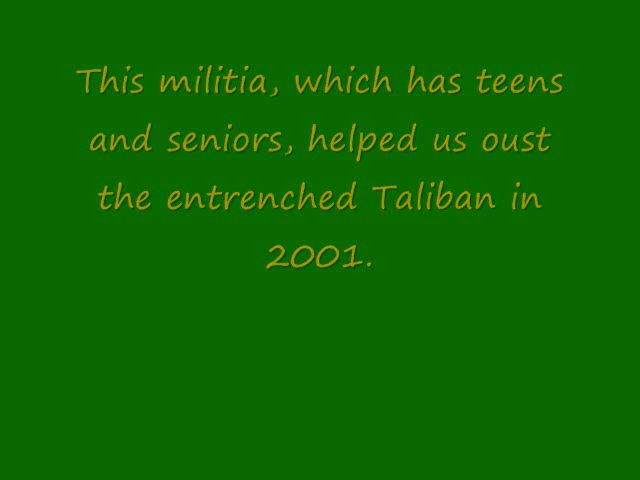 This militia, which has teens
and seniors, helped us oust
the entrenched Taliban in
2001.